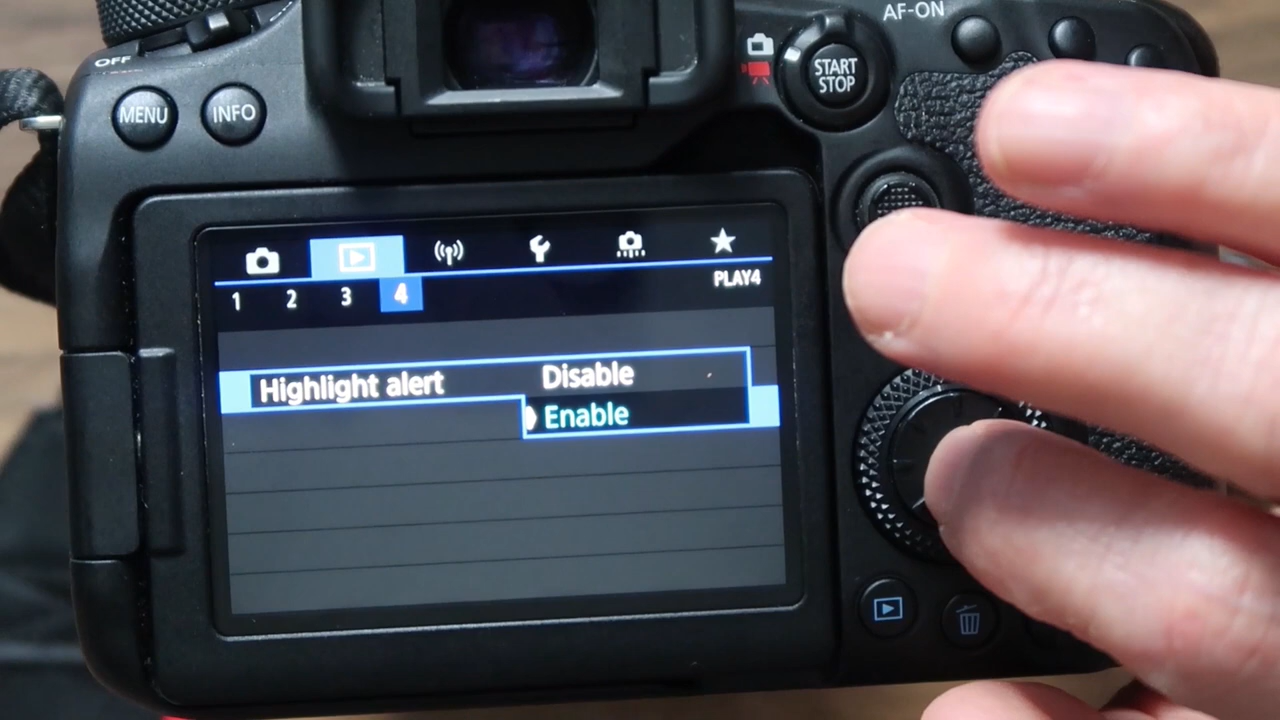 AF-ON
OFF
START
STOP
MENU
INFO
PLAY4
1 2 3 4
Highlight alert
Disable
Enable